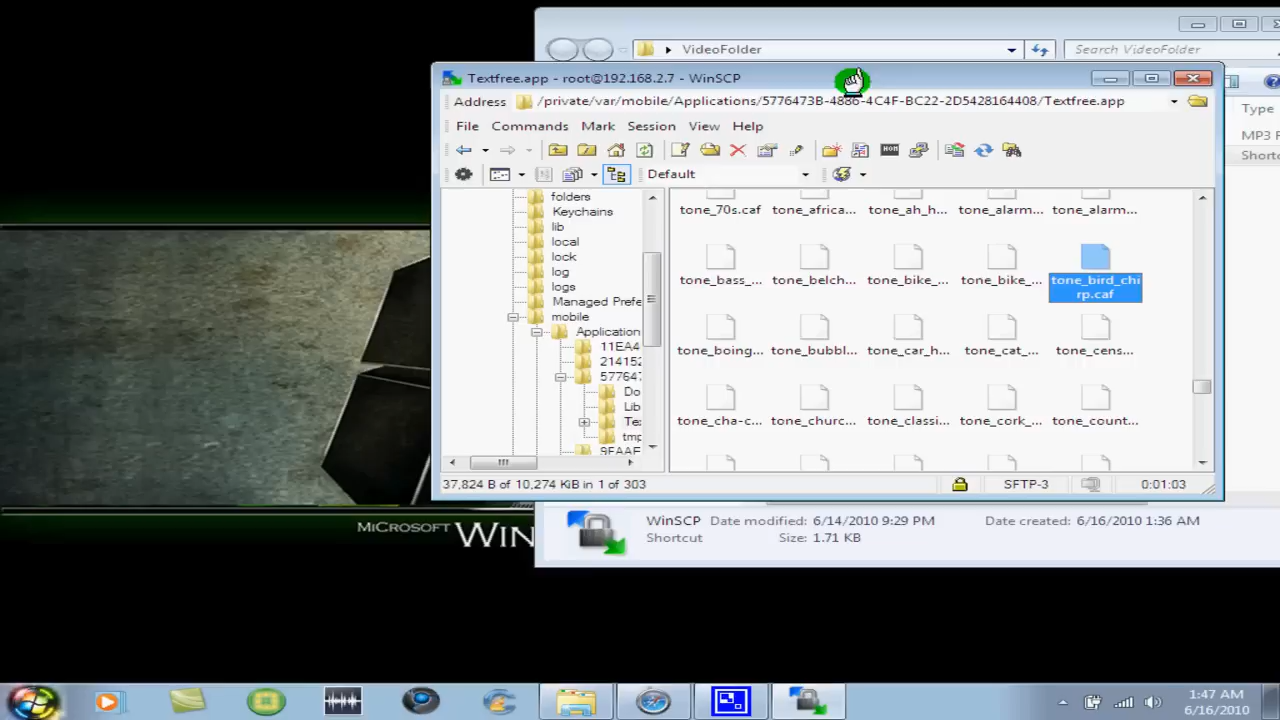 VideoFolder
Search VideoFolder
Textfree.app - root@192.168.2.7 - WinSCP
Address /private/var/mobile/Applications/5776473B-4886-4C4F-BC22-2D5428164408/Textfree.app
Type
File Commands Mark Session View Help
MP3 F
Shortc
Default
folders
Keychains
lib
local
lock
log
logs
Managed Prefe
mobile
Application
11EA4
214152
577647
Do
Lib
Te
tmp
9FAAE
tone_70s.caf tone_africa... tone_ah_h... tone_alarm... tone_alarm...
tone_bass_... tone_belch... tone_bike_... tone_bike_... tone_bird_chi
rp.caf
tone_boing... tone_bubbl... tone_car_h... tone_cat_... tone_cens...
tone_cha-c... tone_churc... tone_classi... tone_cork_... tone_count...
37,824 B of 10,274 KiB in 1 of 303
SFTP-3
0:01:03
WinSCP Date modified: 6/14/2010 9:29 PM Date created: 6/16/2010 1:36 AM
Shortcut Size: 1.71 KB
MICROSOFT WIN
1:47 AM
6/16/2010